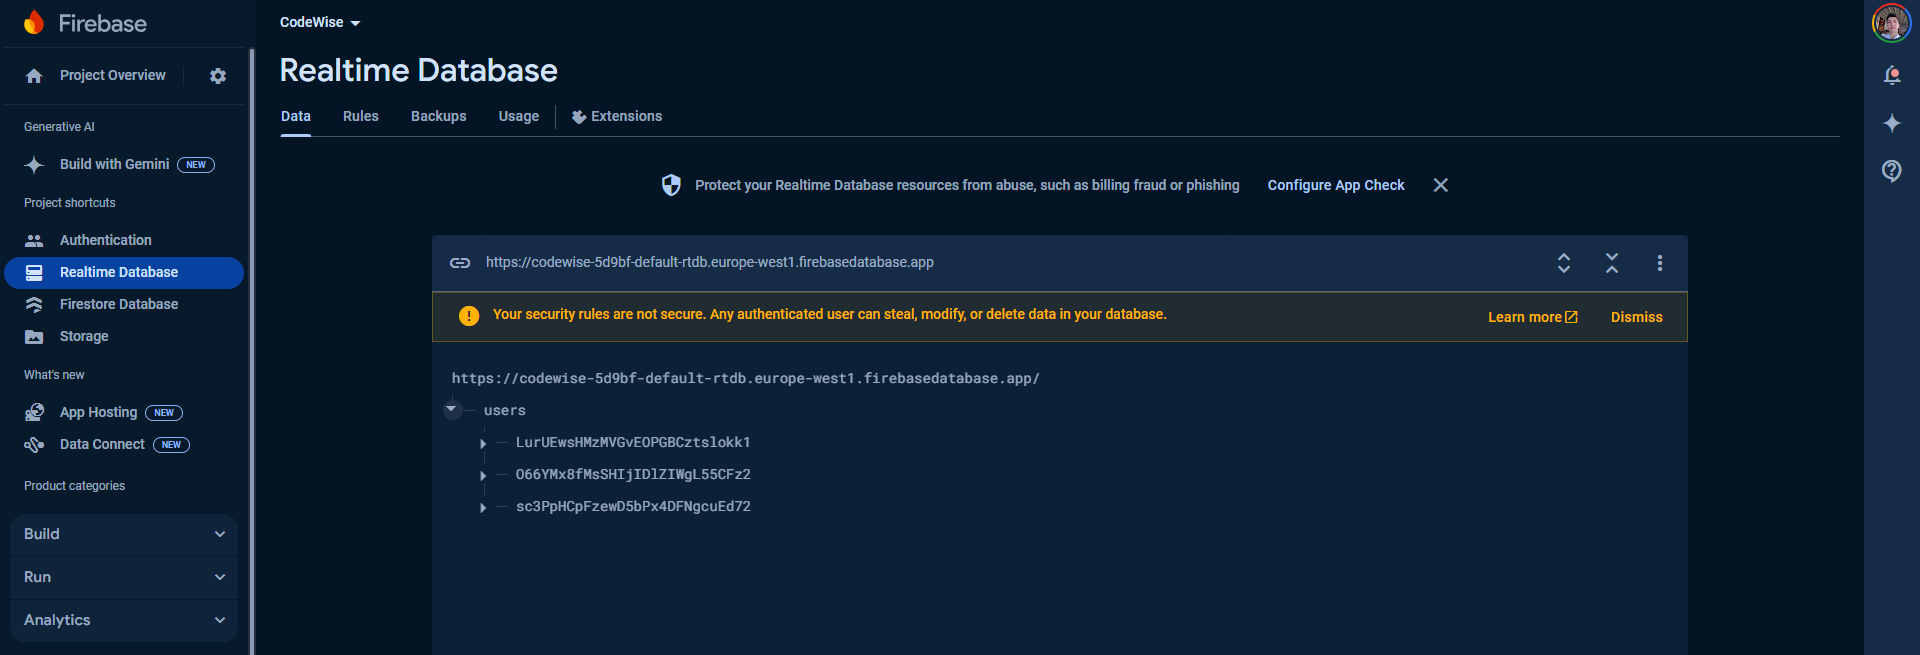 Firebase
Project Overview
Generative AI
Build with Gemini NEW
Project shortcuts
Authentication
Realtime Database
Firestore Database
Storage
What's new
App Hosting NEW
Data Connect NEW
Product categories
Build
Run
Analytics
CodeWise
Realtime Database
Data Rules Backups Usage Extensions
Protect your Realtime Database resources from abuse, such as billing fraud or phishing Configure App Check
https://codewise-5d9bf-default-rtdb.europe-west1.firebasedatabase.app
Your security rules are not secure. Any authenticated user can steal, modify, or delete data in your database. Learn more Dismiss
https://codewise-5d9bf-default-rtdb.europe-west1.firebasedatabase.app/
users
LurUEwsHMzMVGvEOPGBCztslokk1
O66YMx8fMsSHIjIDlZIWgL55CFz2
sc3PpHCpFzewD5bPx4DFNgcuEd72